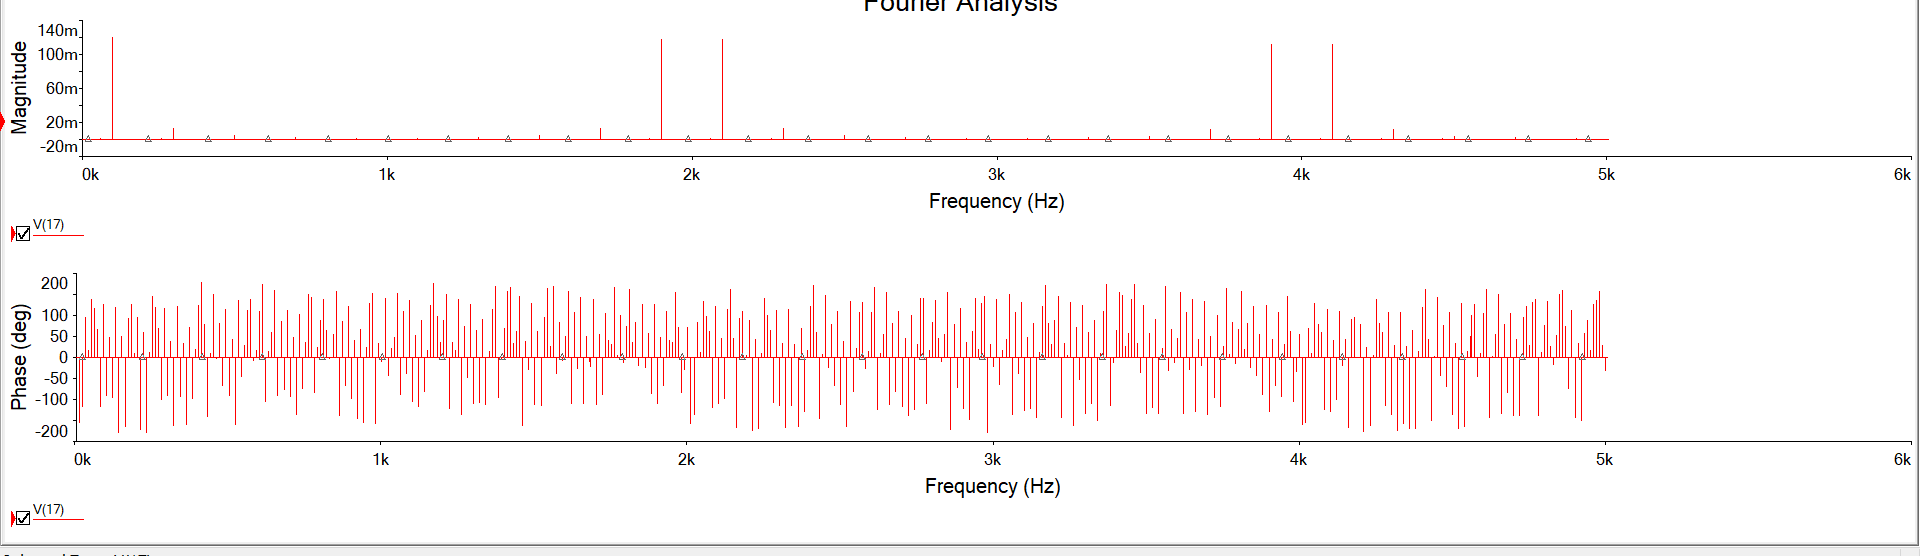 Fourier Analysis
140m
100m
60m
20m
-20m
Magnitude
0k 1k 2k 3k 4k 5k 6k
Frequency (Hz)
V(17)
200
100
50
0
-50
-100
-200
Phase (deg)
0k 1k 2k 3k 4k 5k 6k
Frequency (Hz)
V(17)